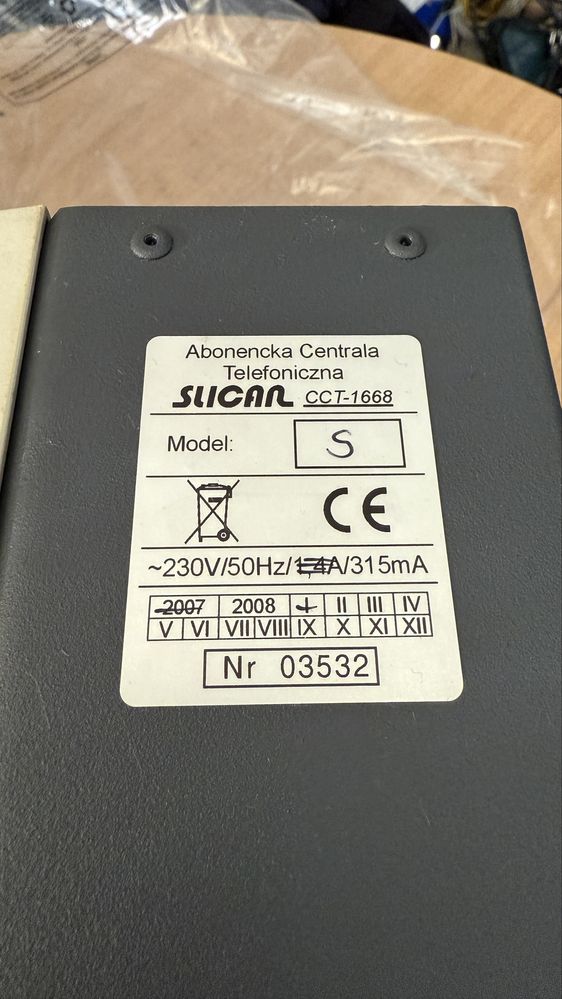 Abonencka Centrala
Telefoniczna
SLICAN CCT-1668
Model: S
CE
~230V/50Hz/1,4A/315mA
2007 2008 I II III IV
V VI VII VIII IX X XI XII
Nr 03532